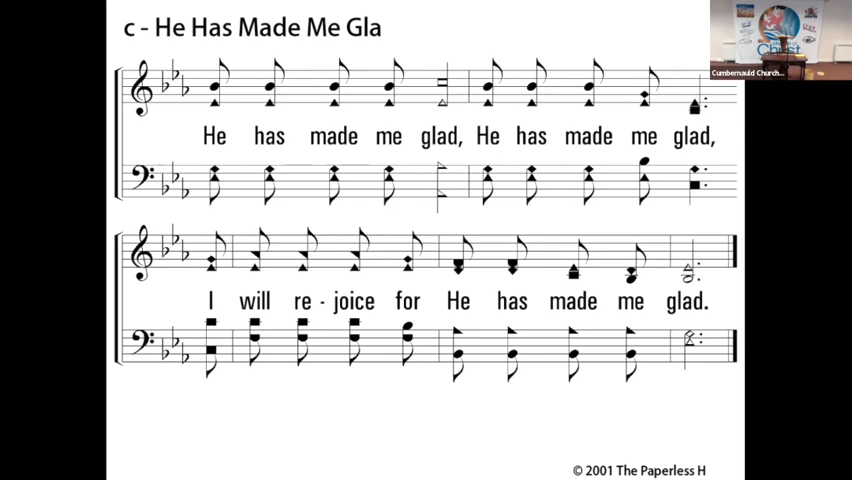 c - He Has Made Me Gla
He has made me glad, He has made me glad,
I will re - joice for He has made me glad.
© 2001 The Paperless H
Christ
Cumbernauld Church...